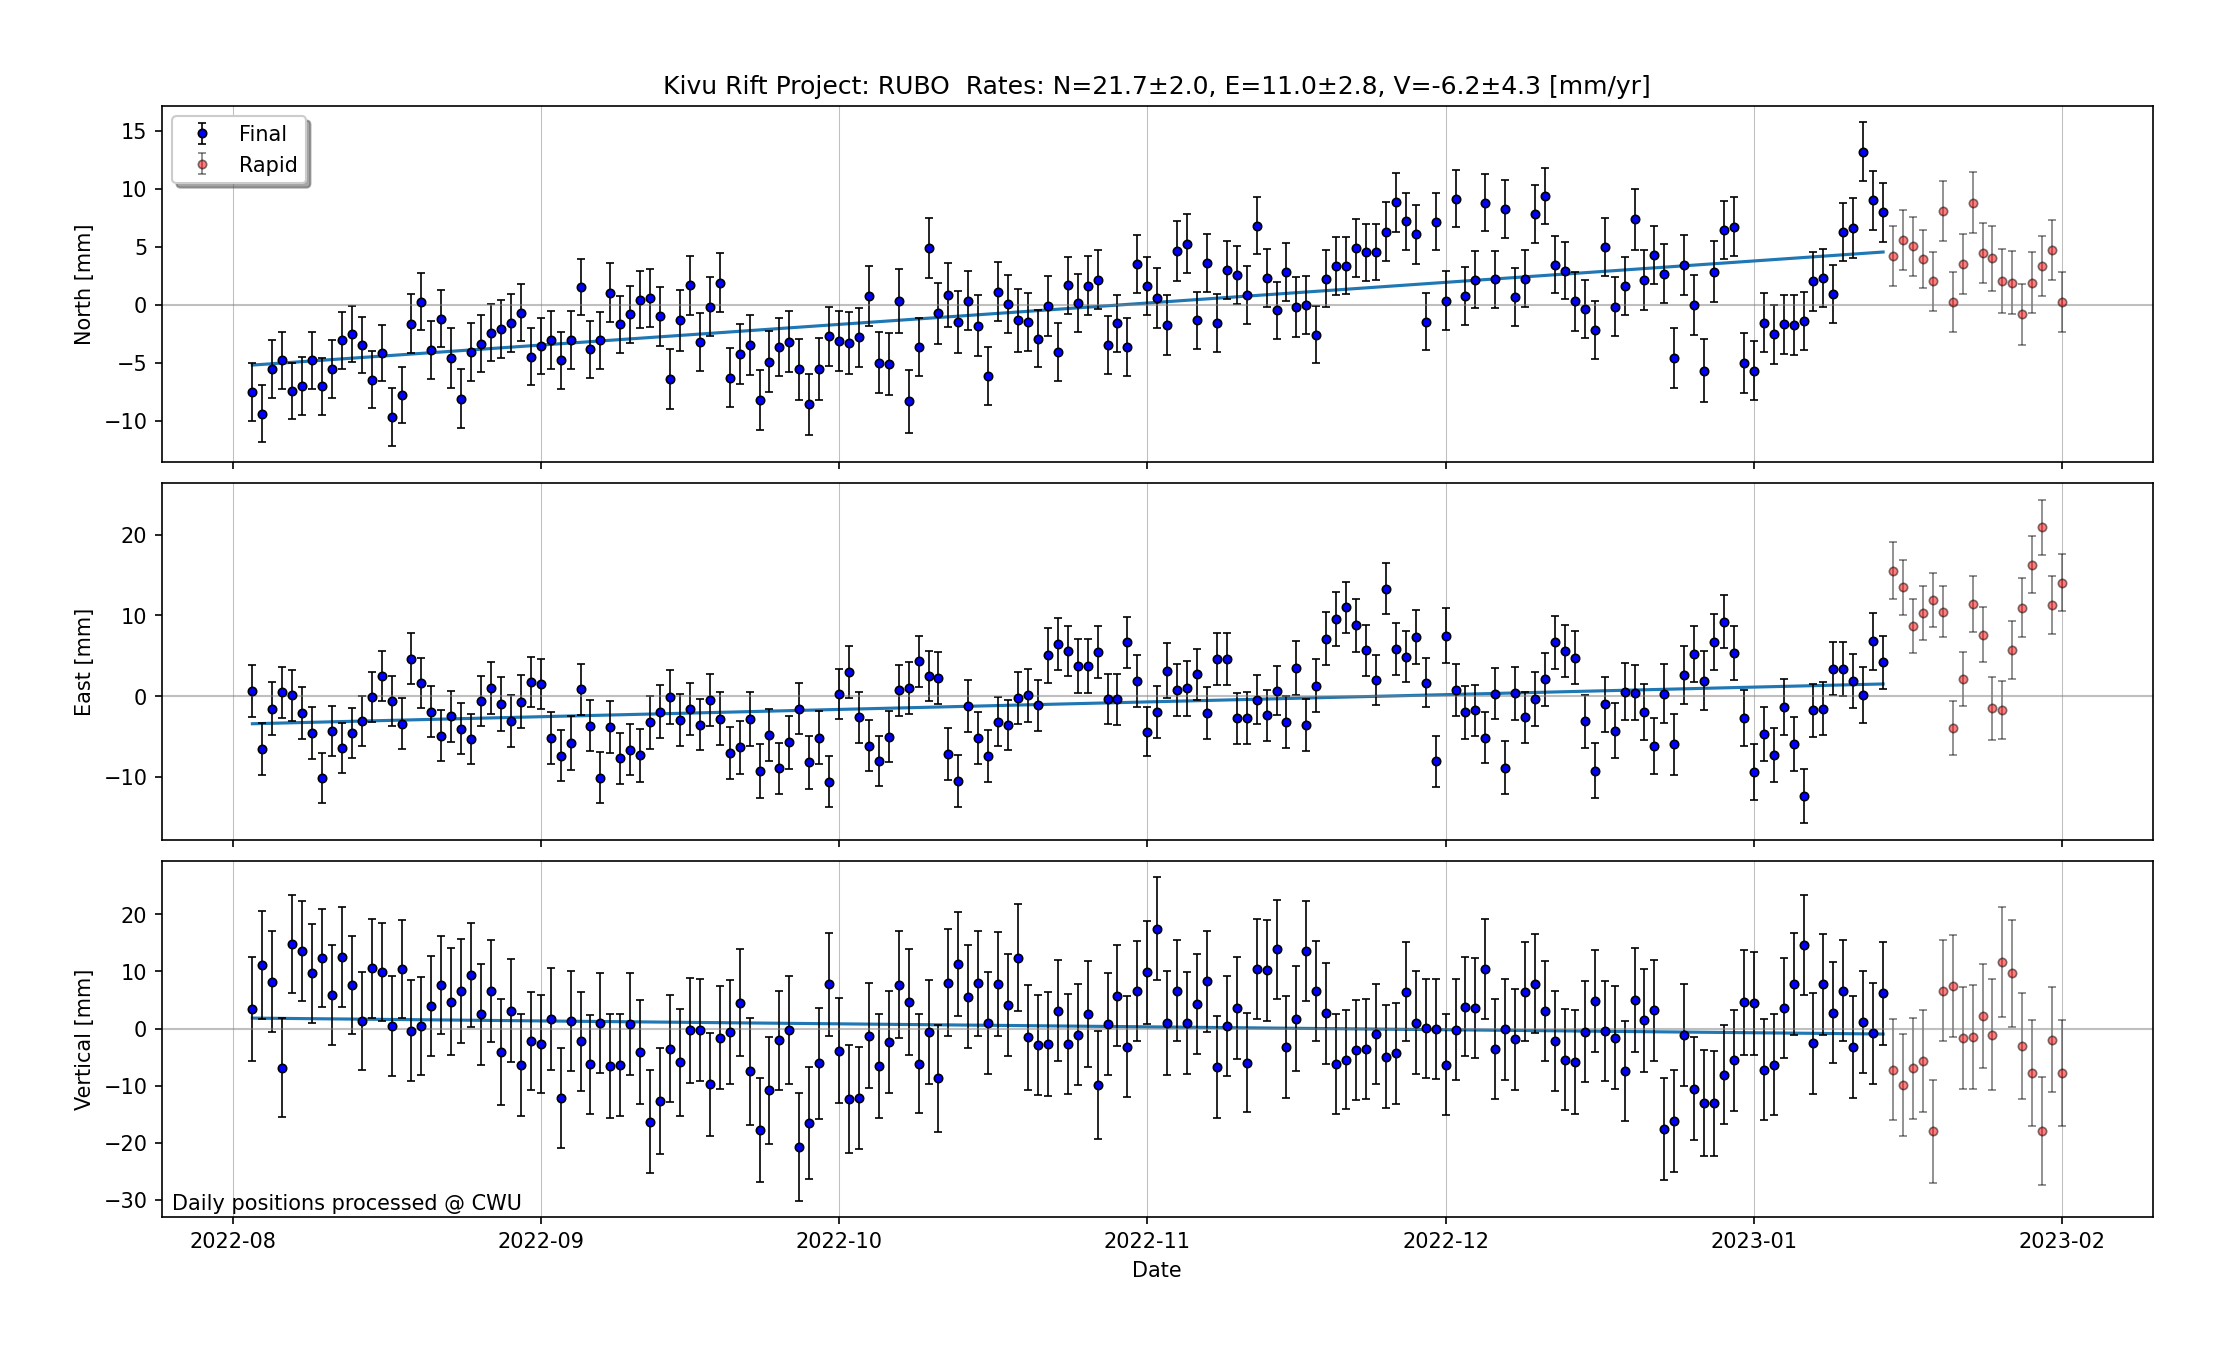 Kivu Rift Project: RUBO  Rates: N=21.7±2.0, E=11.0±2.8, V=-6.2±4.3 [mm/yr]
Final
Rapid
North [mm]
15
10
5
0
−5
−10
East [mm]
20
10
0
−10
Vertical [mm]
20
10
0
−10
−20
−30
Daily positions processed @ CWU
2022-08 2022-09 2022-10 2022-11 2022-12 2023-01 2023-02
Date